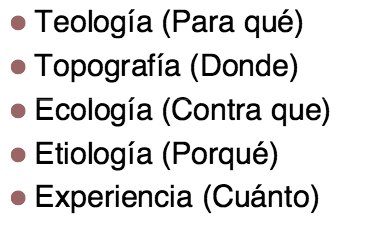 Teología (Para qué)
Topografía (Donde)
Ecología (Contra que)
Etiología (Porqué)
Experiencia (Cuánto)